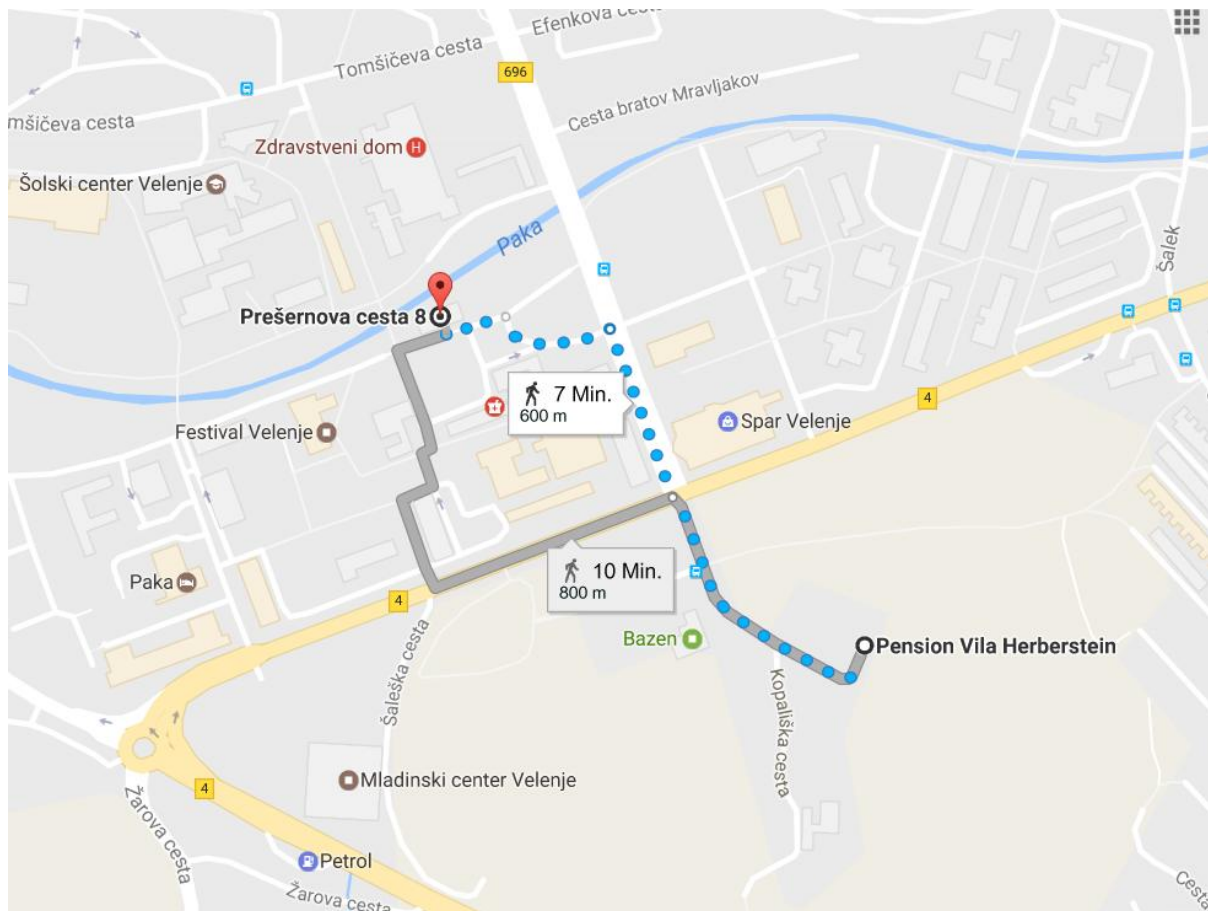 Efenkova cesta
Tomšičeva cesta
696
mšičeva cesta
Cesta bratov Mravljakov
Zdravstveni dom H
Šolski center Velenje
Paka
Šalek
Prešernova cesta 8
7 Min.
600 m
4
Spar Velenje
Festival Velenje
10 Min.
800 m
Paka
4
Bazen
Pension Vila Herberstein
Šaleška cesta
Kopališka cesta
Mladinski center Velenje
4
Žarova cesta
Petrol
Žarova cesta
Cesta